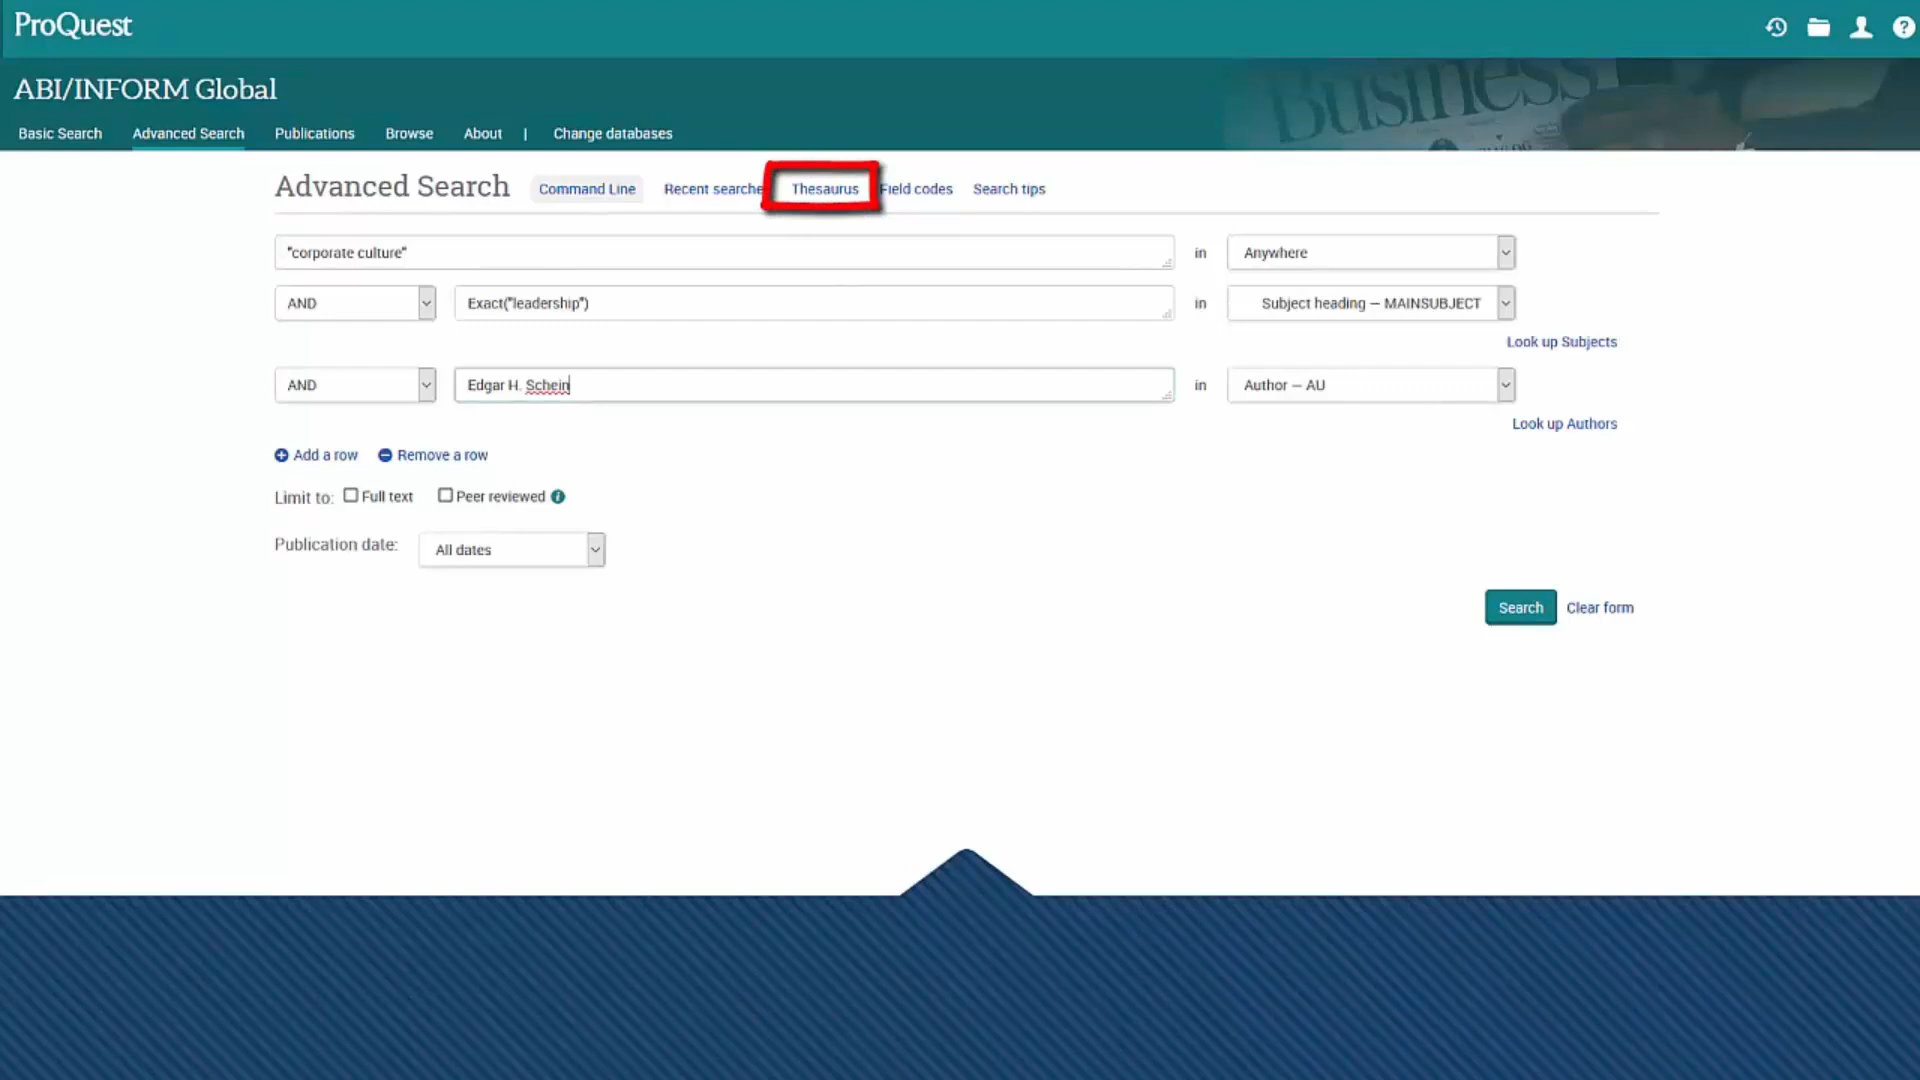 ProQuest
ABI/INFORM Global
Business
Basic Search Advanced Search Publications Browse About | Change databases
Advanced Search Command Line Recent searche Thesaurus Field codes Search tips
"corporate culture" in Anywhere
AND Exact("leadership") in Subject heading – MAINSUBJECT
Look up Subjects
AND Edgar H. Schein in Author – AU
Look up Authors
Add a row Remove a row
Limit to: Full text Peer reviewed
Publication date: All dates
Search Clear form